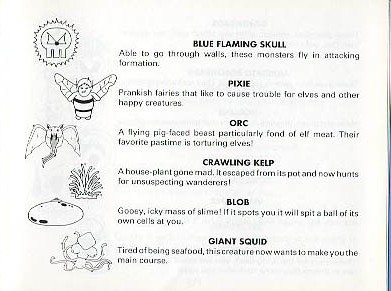 BLUE FLAMING SKULL
Able to go through walls, these monsters fly in attacking
formation.
PIXIE
Prankish fairies that like to cause trouble for elves and other
happy creatures.
ORC
A flying pig-faced beast particularly fond of elf meat. Their
favorite pastime is torturing elves!
CRAWLING KELP
A house-plant gone mad. It escaped from its pot and now hunts
for unsuspecting wanderers!
BLOB
Gooey, icky mass of slime! If it spots you it will spit a ball of its
own cells at you.
GIANT SQUID
Tired of being seafood, this creature now wants to make you the
main course.